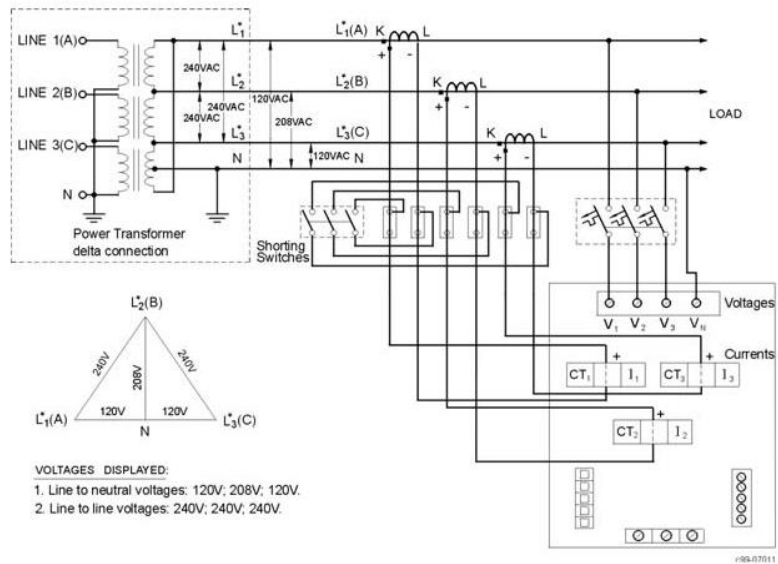 LINE 1(A)
LINE 2(B)
LINE 3(C)
N
Power Transformer
delta connection
L*1
L*2
L*3
N
240VAC
240VAC
240VAC
120VAC
208VAC
120VAC
L*1(A)
L*2(B)
L*3(C)
N
K L
+ -
K L
+ -
K L
+ -
LOAD
Shorting
Switches
Voltages
V1 V2 V3 VN
Currents
+ +
CT1 I1 CT3 I3
+
CT2 I2
L*2(B)
240V 208V 240V
120V 120V
L*1(A) N L*3(C)
VOLTAGES DISPLAYED:
1. Line to neutral voltages: 120V; 208V; 120V.
2. Line to line voltages: 240V; 240V; 240V.
c99-07011